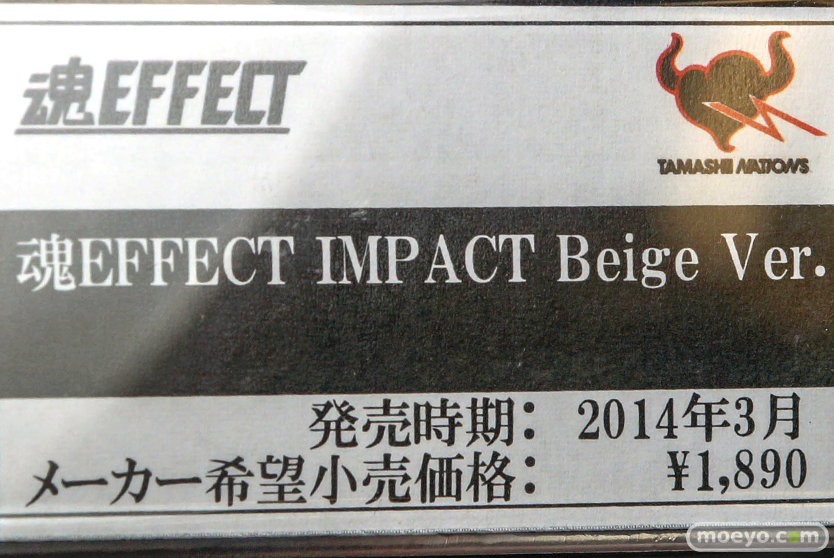 魂EFFECT
TAMASHII NATIONS
魂EFFECT IMPACT Beige Ver.
発売時期： 2014年3月
メーカー希望小売価格： ¥1,890
moeyo.com